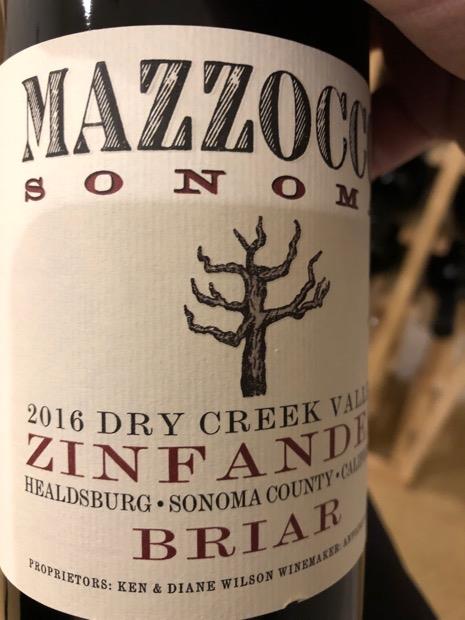 MAZZOCC
SONOM
2016 DRY CREEK VALL
ZINFANDE
HEALDSBURG • SONOMA COUNTY • CALI
BRIAR
PROPRIETORS: KEN & DIANE WILSON WINEMAKER: